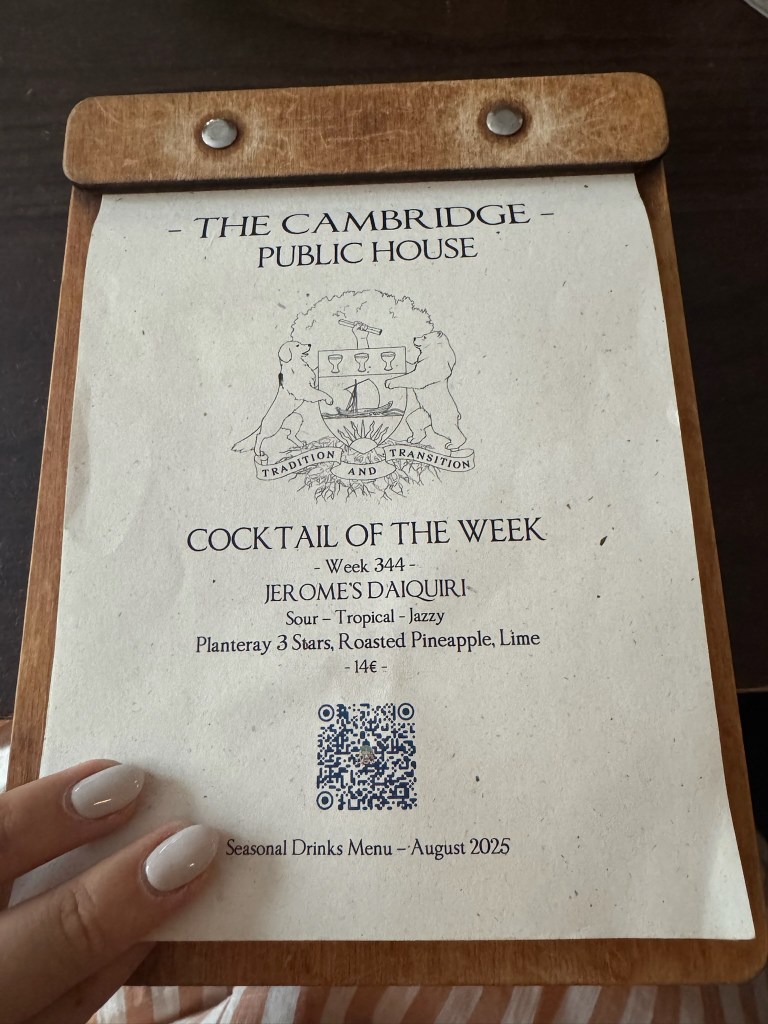 - THE CAMBRIDGE -
PUBLIC HOUSE
TRADITION AND TRANSITION
COCKTAIL OF THE WEEK
- Week 344 -
JEROME'S DAIQUIRI
Sour – Tropical - Jazzy
Planteray 3 Stars, Roasted Pineapple, Lime
- 14€ -
Seasonal Drinks Menu – August 2025